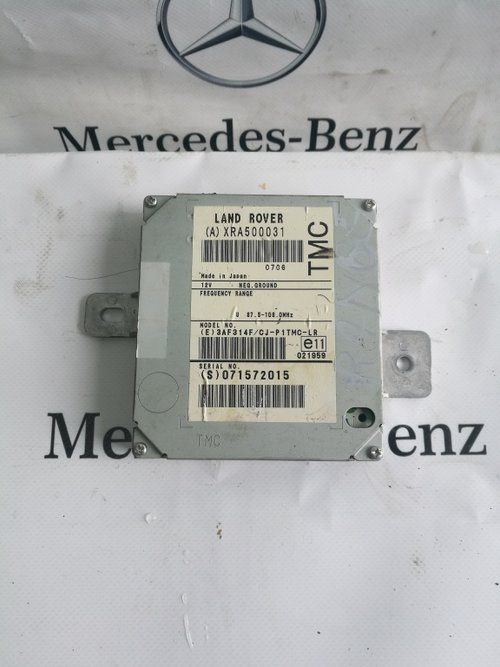 Mercedes-Benz
LAND ROVER
(A) XRA500031
TMC
0706
Made in Japan
12V NEG.GROUND
FREQUENCY RANGE
U 87.5-108.0MHz
MODEL NO.
(E)3AF314F/CJ-P1TMC-LR
e11
021959
SERIAL NO.
(S)071572015
TMC
Me
enz